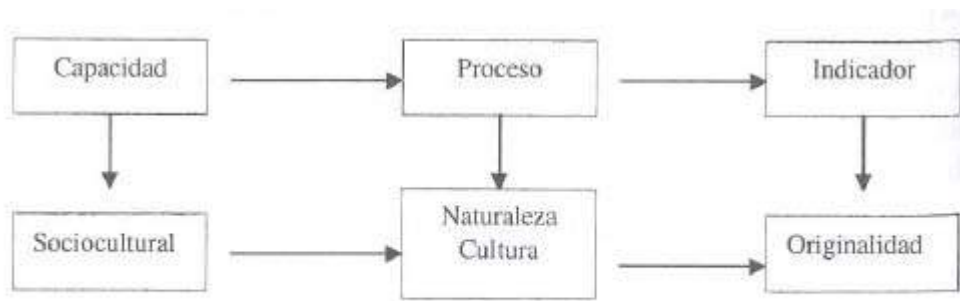 Capacidad
Proceso
Indicador
Sociocultural
Naturaleza
Cultura
Originalidad